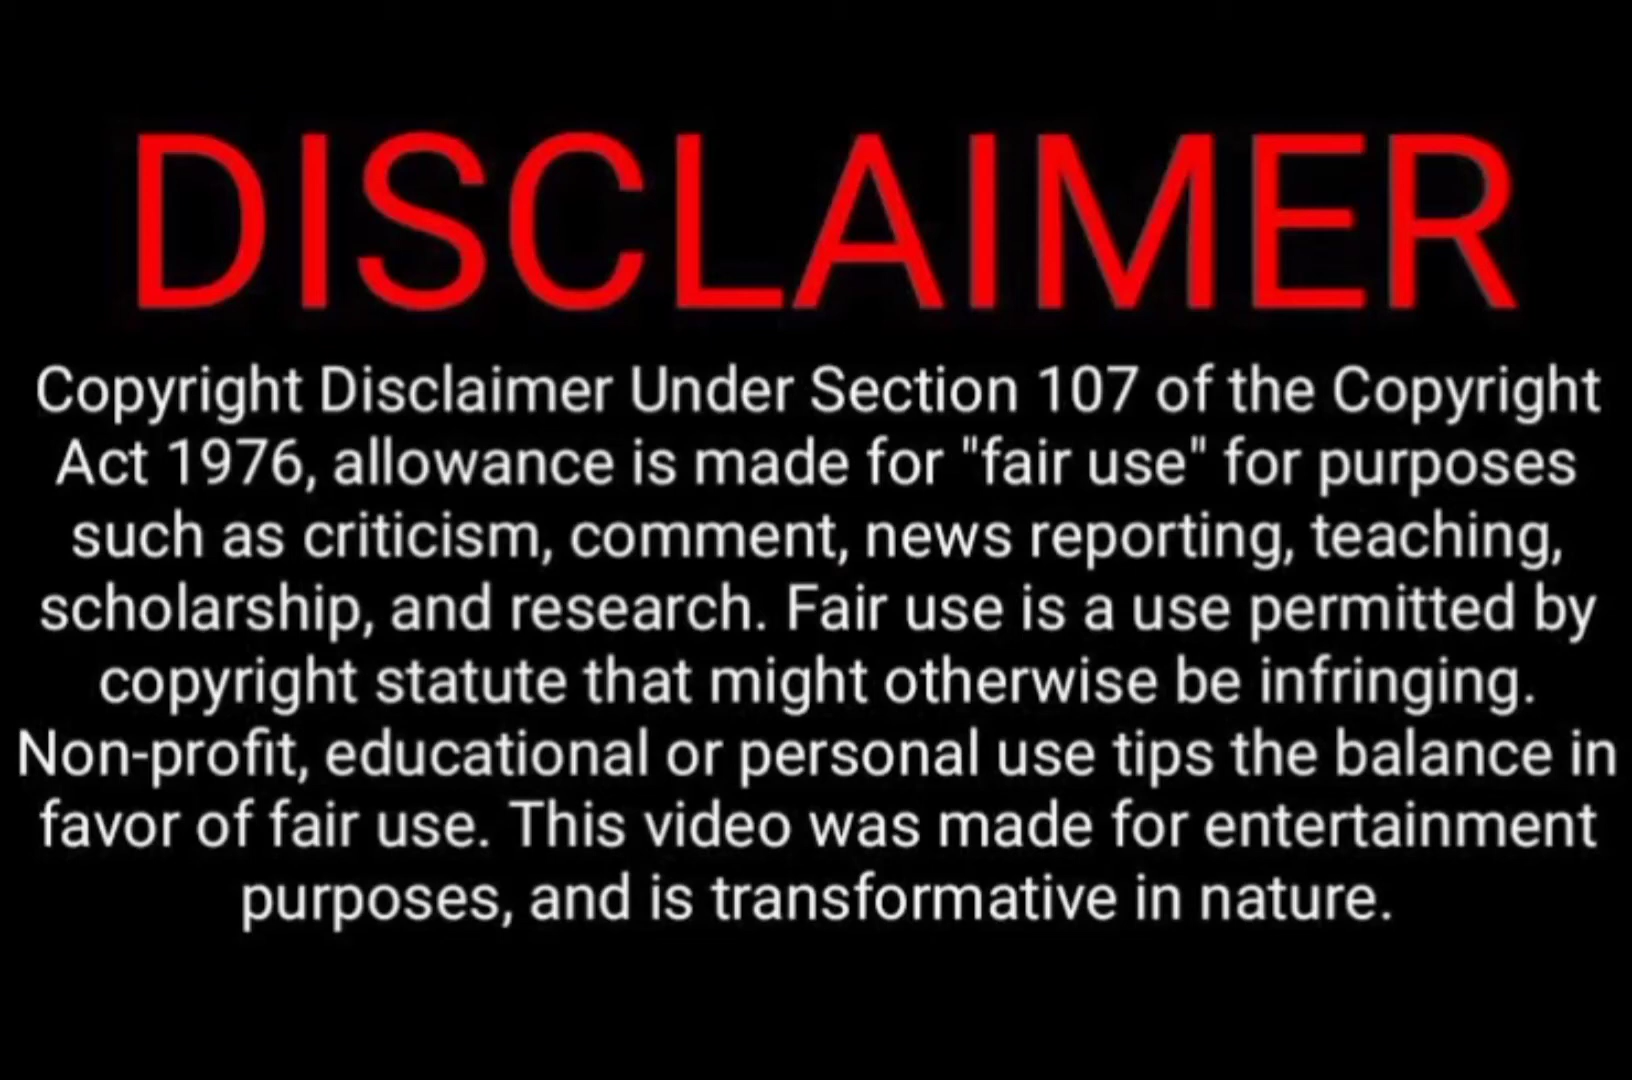 DISCLAIMER
Copyright Disclaimer Under Section 107 of the Copyright
Act 1976, allowance is made for "fair use" for purposes
such as criticism, comment, news reporting, teaching,
scholarship, and research. Fair use is a use permitted by
copyright statute that might otherwise be infringing.
Non-profit, educational or personal use tips the balance in
favor of fair use. This video was made for entertainment
purposes, and is transformative in nature.